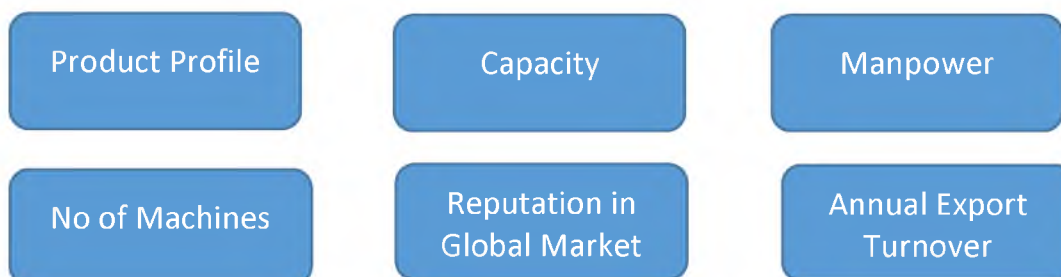 Product Profile
Capacity
Manpower
No of Machines
Reputation in
Global Market
Annual Export
Turnover